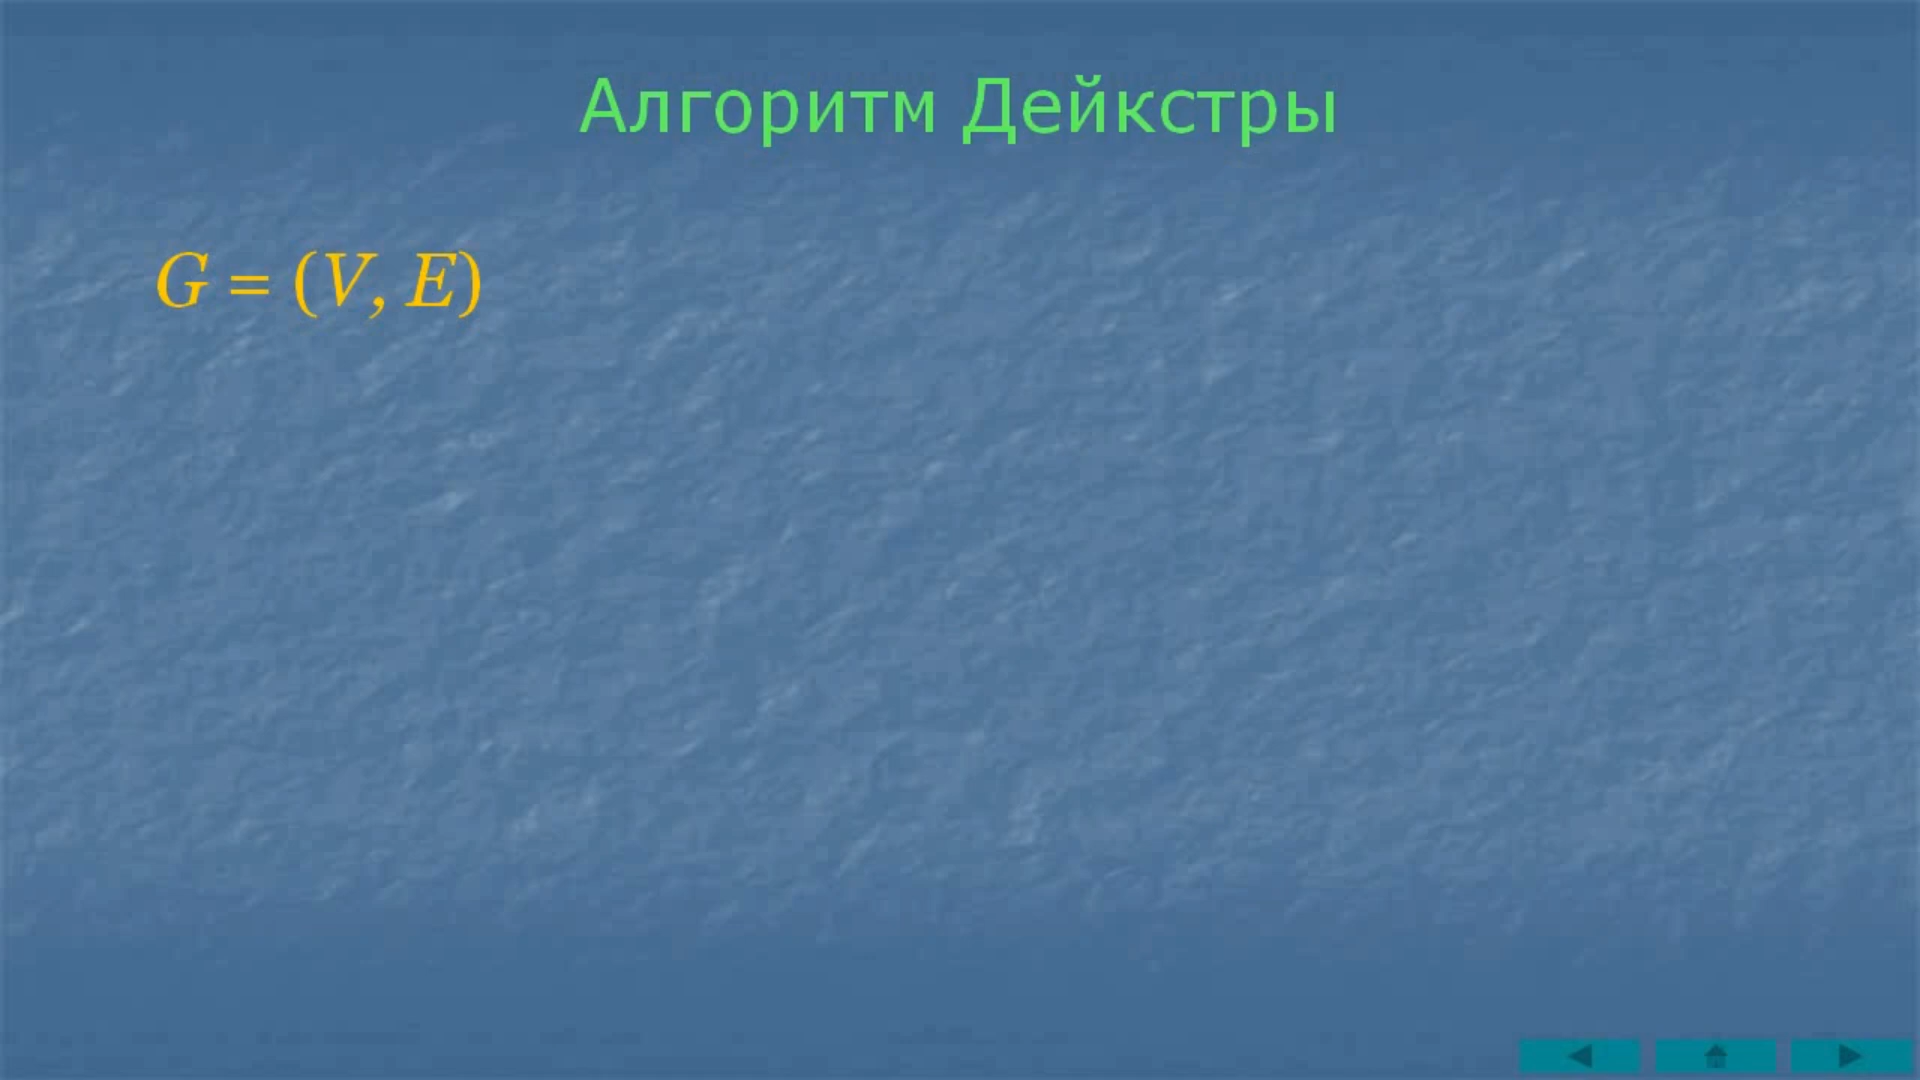 Алгоритм Дейкстры
G = (V, E)